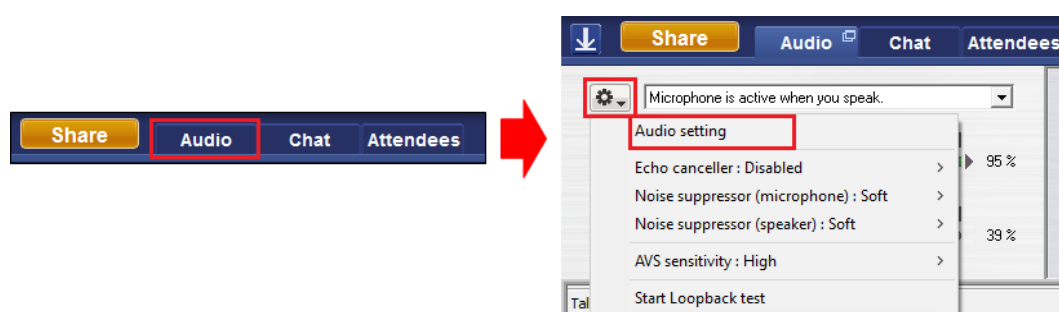 Share Audio Chat Attendees
Share Audio Chat Attendees
Microphone is active when you speak.
Audio setting
Echo canceller : Disabled
95 %
Noise suppressor (microphone) : Soft
Noise suppressor (speaker) : Soft
39 %
AVS sensitivity : High
Start Loopback test
Tal